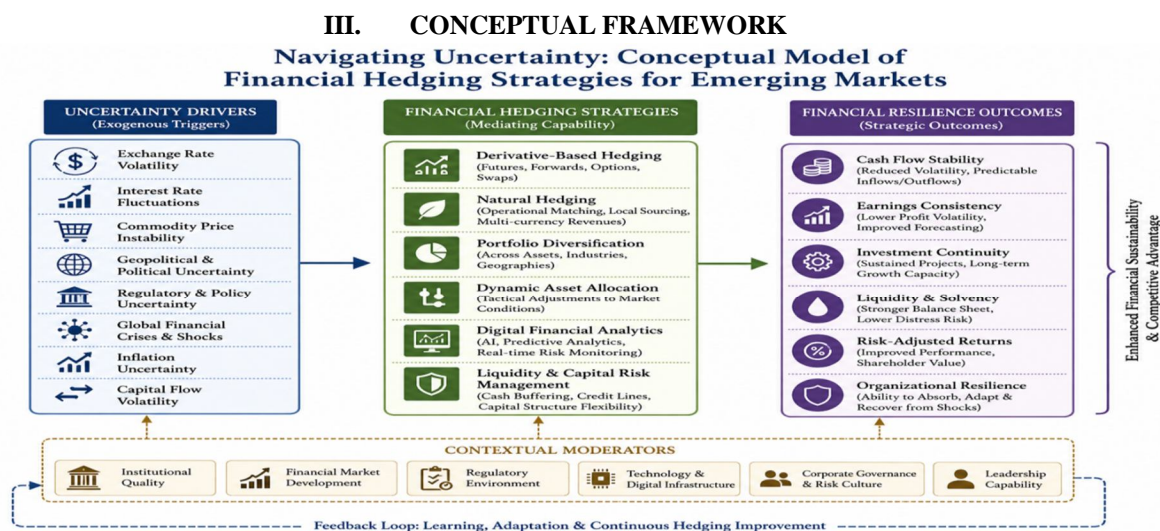 III. CONCEPTUAL FRAMEWORK
Navigating Uncertainty: Conceptual Model of
Financial Hedging Strategies for Emerging Markets
UNCERTAINTY DRIVERS
(Exogenous Triggers)
Exchange Rate
Volatility
Interest Rate
Fluctuations
Commodity Price
Instability
Geopolitical &
Political Uncertainty
Regulatory & Policy
Uncertainty
Global Financial
Crises & Shocks
Inflation
Uncertainty
Capital Flow
Volatility
FINANCIAL HEDGING STRATEGIES
(Mediating Capability)
Derivative-Based Hedging
(Futures, Forwards, Options,
Swaps)
Natural Hedging
(Operational Matching, Local Sourcing,
Multi-currency Revenues)
Portfolio Diversification
(Across Assets, Industries,
Geographies)
Dynamic Asset Allocation
(Tactical Adjustments to Market
Conditions)
Digital Financial Analytics
(AI, Predictive Analytics,
Real-time Risk Monitoring)
Liquidity & Capital Risk
Management
(Cash Buffering, Credit Lines,
Capital Structure Flexibility)
FINANCIAL RESILIENCE OUTCOMES
(Strategic Outcomes)
Cash Flow Stability
(Reduced Volatility, Predictable
Inflows/Outflows)
Earnings Consistency
(Lower Profit Volatility,
Improved Forecasting)
Investment Continuity
(Sustained Projects, Long-term
Growth Capacity)
Liquidity & Solvency
(Stronger Balance Sheet,
Lower Distress Risk)
Risk-Adjusted Returns
(Improved Performance,
Shareholder Value)
Organizational Resilience
(Ability to Absorb, Adapt &
Recover from Shocks)
Enhanced Financial Sustainability
& Competitive Advantage
CONTEXTUAL MODERATORS
Institutional
Quality
Financial Market
Development
Regulatory
Environment
Technology &
Digital Infrastructure
Corporate Governance
& Risk Culture
Leadership
Capability
Feedback Loop: Learning, Adaptation & Continuous Hedging Improvement